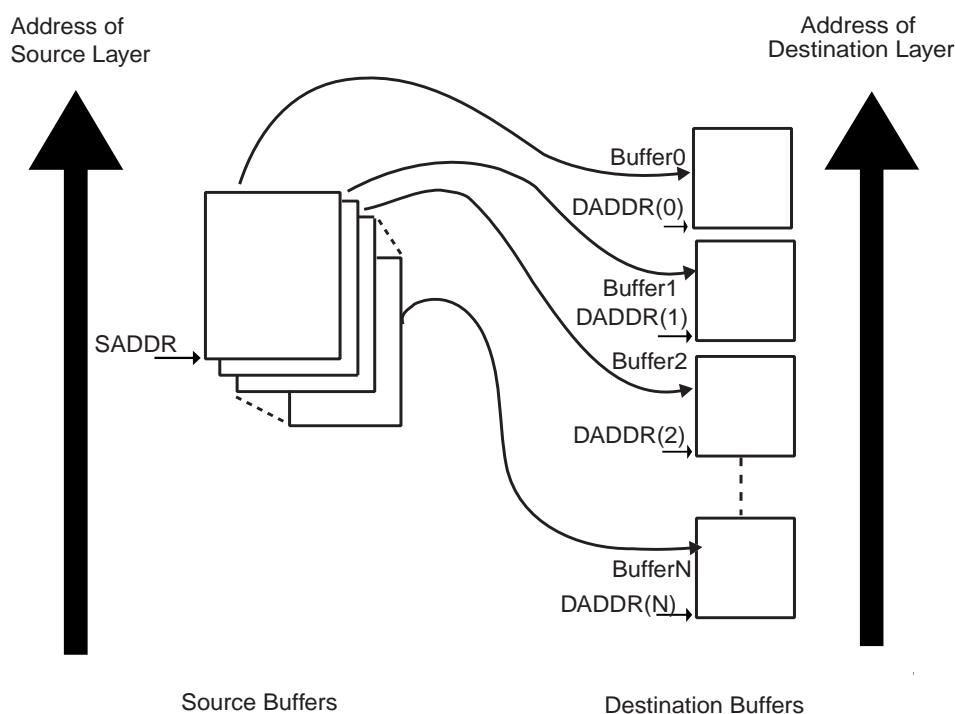 Address of
Source Layer
Address of
Destination Layer
Buffer0
DADDR(0)
Buffer1
DADDR(1)
SADDR
Buffer2
DADDR(2)
BufferN
DADDR(N)
Source Buffers
Destination Buffers